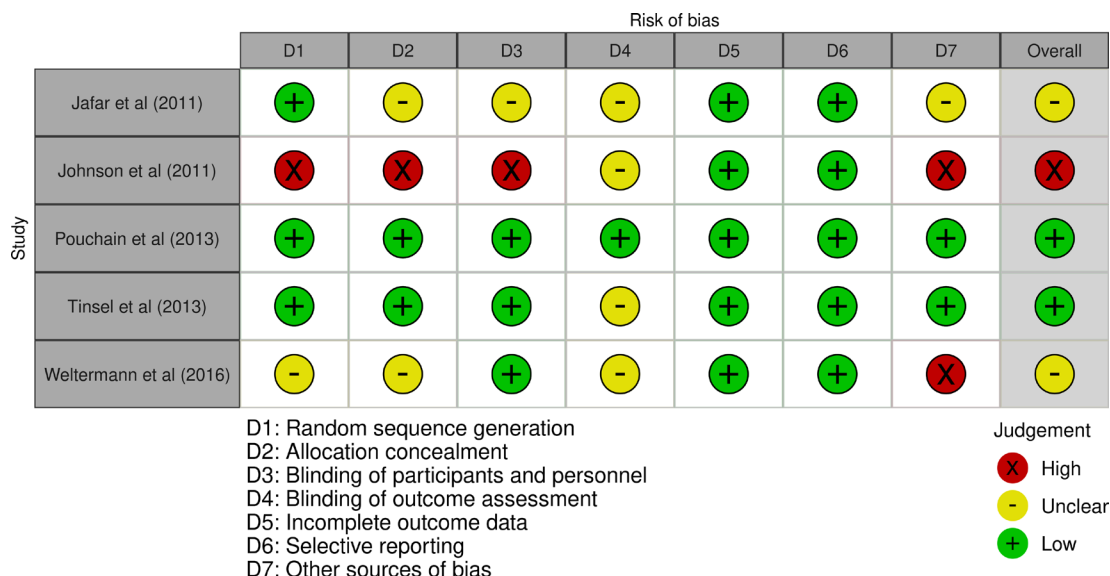 Risk of bias
D1 D2 D3 D4 D5 D6 D7 Overall
Study
Jafar et al (2011) + - - - + + - -
Johnson et al (2011) X X X - + + X X
Pouchain et al (2013) + + + + + + + +
Tinsel et al (2013) + + + - + + + +
Weltermann et al (2016) - - + - + + X -
D1: Random sequence generation
D2: Allocation concealment
D3: Blinding of participants and personnel
D4: Blinding of outcome assessment
D5: Incomplete outcome data
D6: Selective reporting
D7: Other sources of bias
Judgement
X High
- Unclear
+ Low